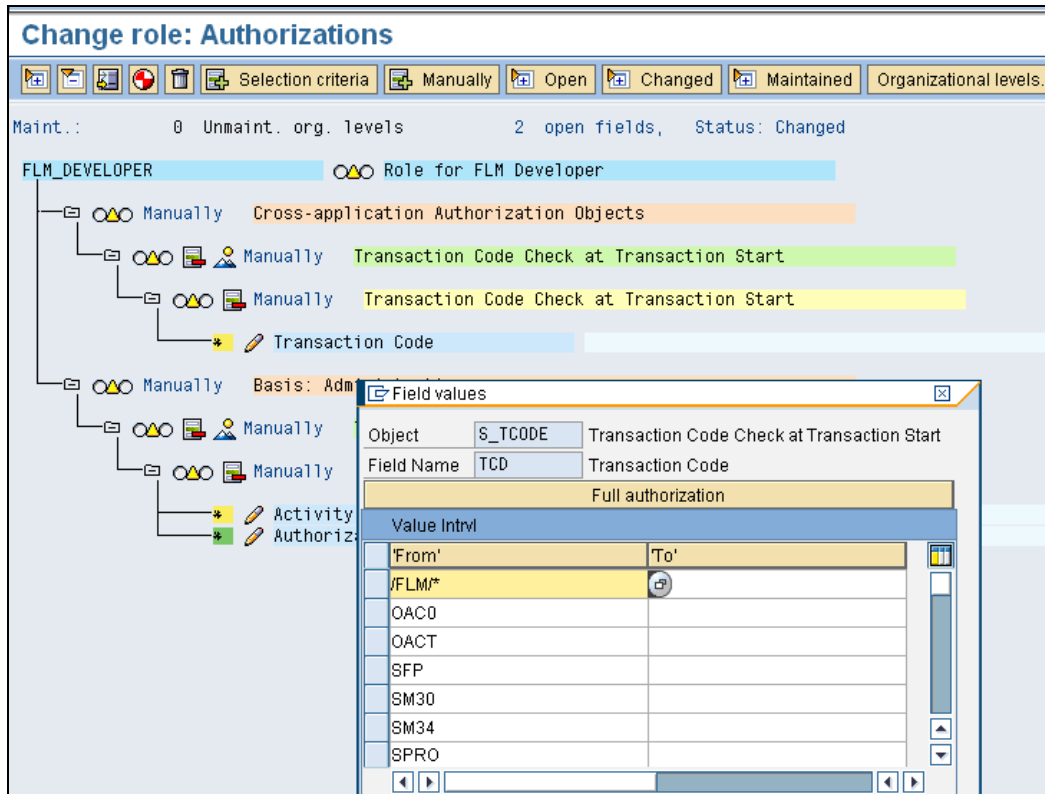 Change role: Authorizations
Selection criteria Manually Open Changed Maintained Organizational levels.
Maint.: 0 Unmaint. org. levels 2 open fields, Status: Changed
FLM_DEVELOPER Role for FLM Developer
Manually Cross-application Authorization Objects
Manually Transaction Code Check at Transaction Start
Manually Transaction Code Check at Transaction Start
Transaction Code
Manually Basis:
Manually
Manually
Activity
Field values
Object S_TCODE Transaction Code Check at Transaction Start
Field Name TCD Transaction Code
Full authorization
Value Intrvl
'From' 'To'
/FLM/*
OAC0
OACT
SFP
SM30
SM34
SPRO